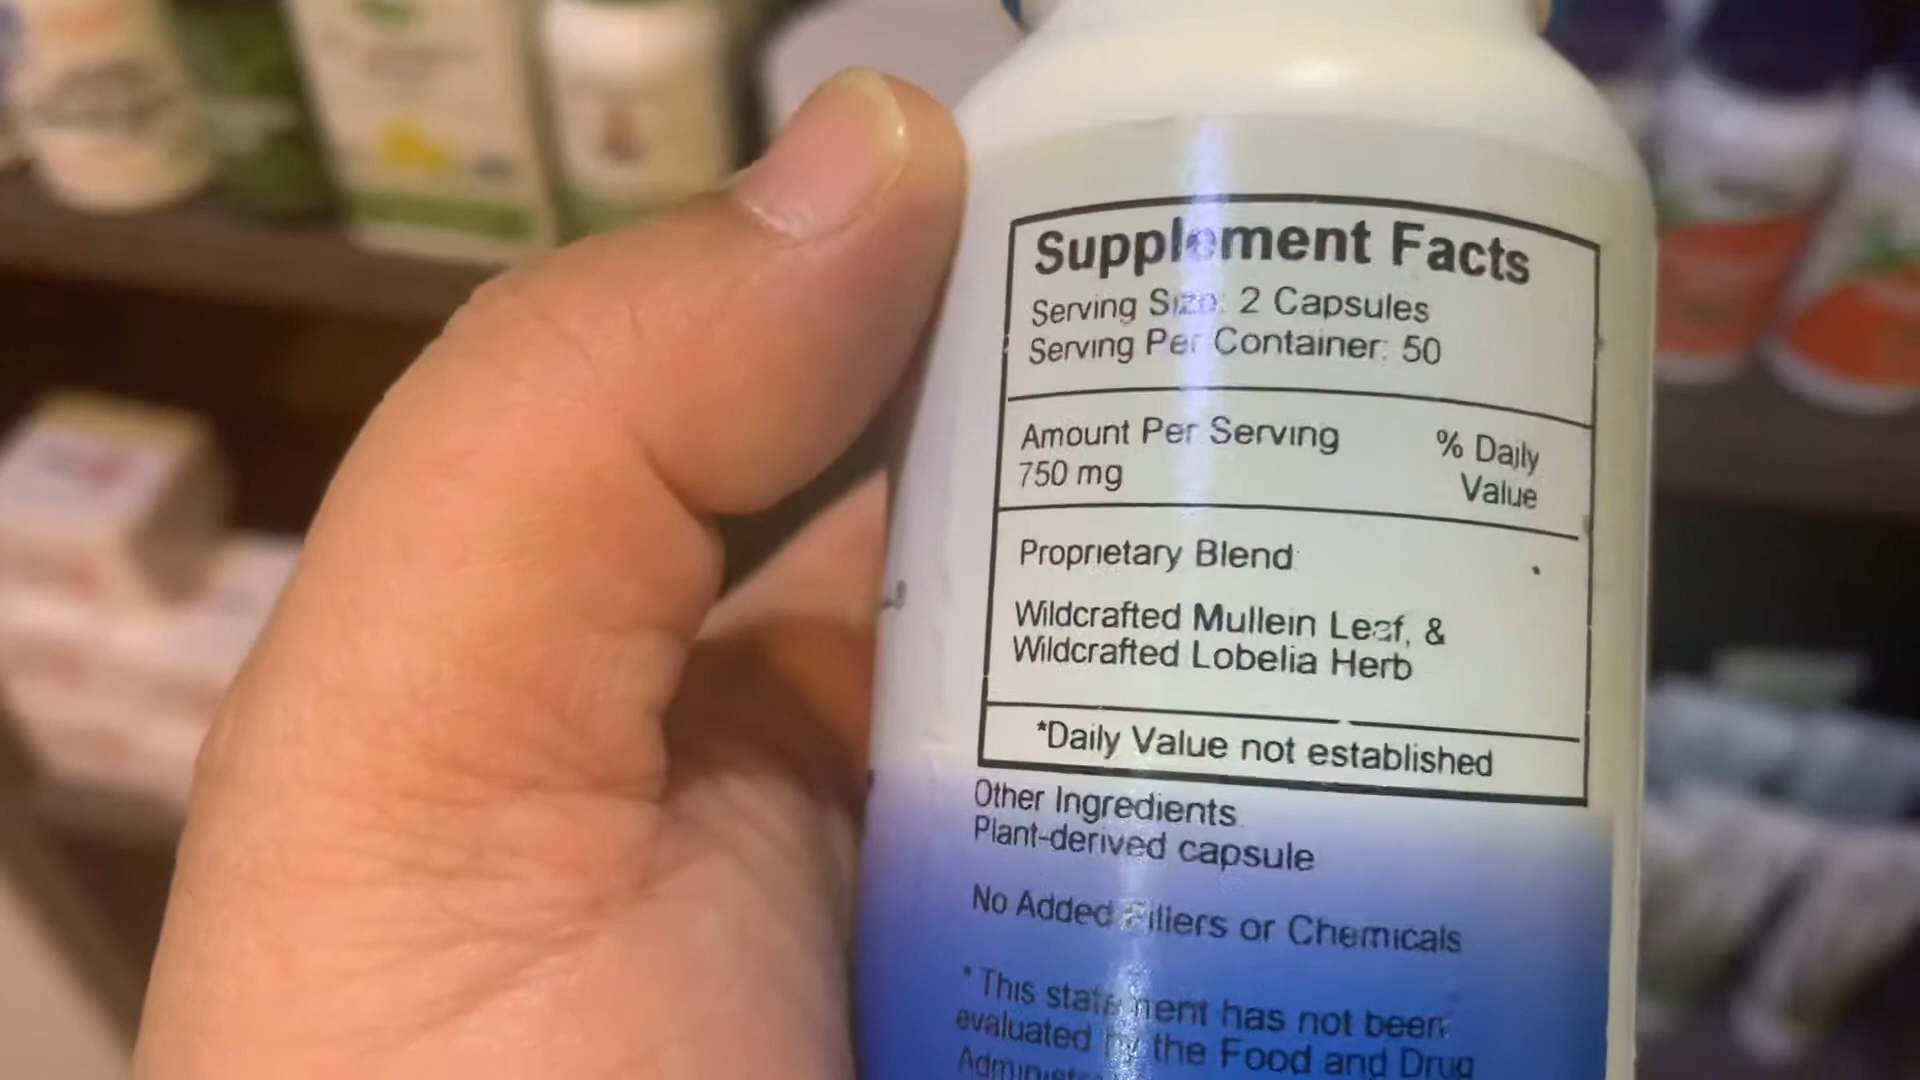 Supplement Facts
Serving Size: 2 Capsules
Serving Per Container: 50
Amount Per Serving
750 mg
% Daily
Value
Proprietary Blend
*
Wildcrafted Mullein Leaf, &
Wildcrafted Lobelia Herb
*Daily Value not established
Other Ingredients
Plant-derived capsule
No Added Fillers or Chemicals
* This statement has not been
evaluated by the Food and Drug